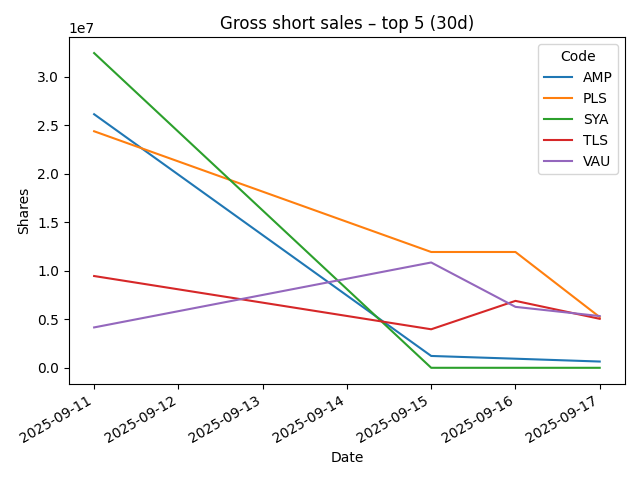 Gross short sales – top 5 (30d)
1e7
Code
AMP
PLS
SYA
TLS
VAU
3.0
2.5
2.0
1.5
1.0
0.5
0.0
Shares
2025-09-11
2025-09-12
2025-09-13
2025-09-14
2025-09-15
2025-09-16
2025-09-17
Date